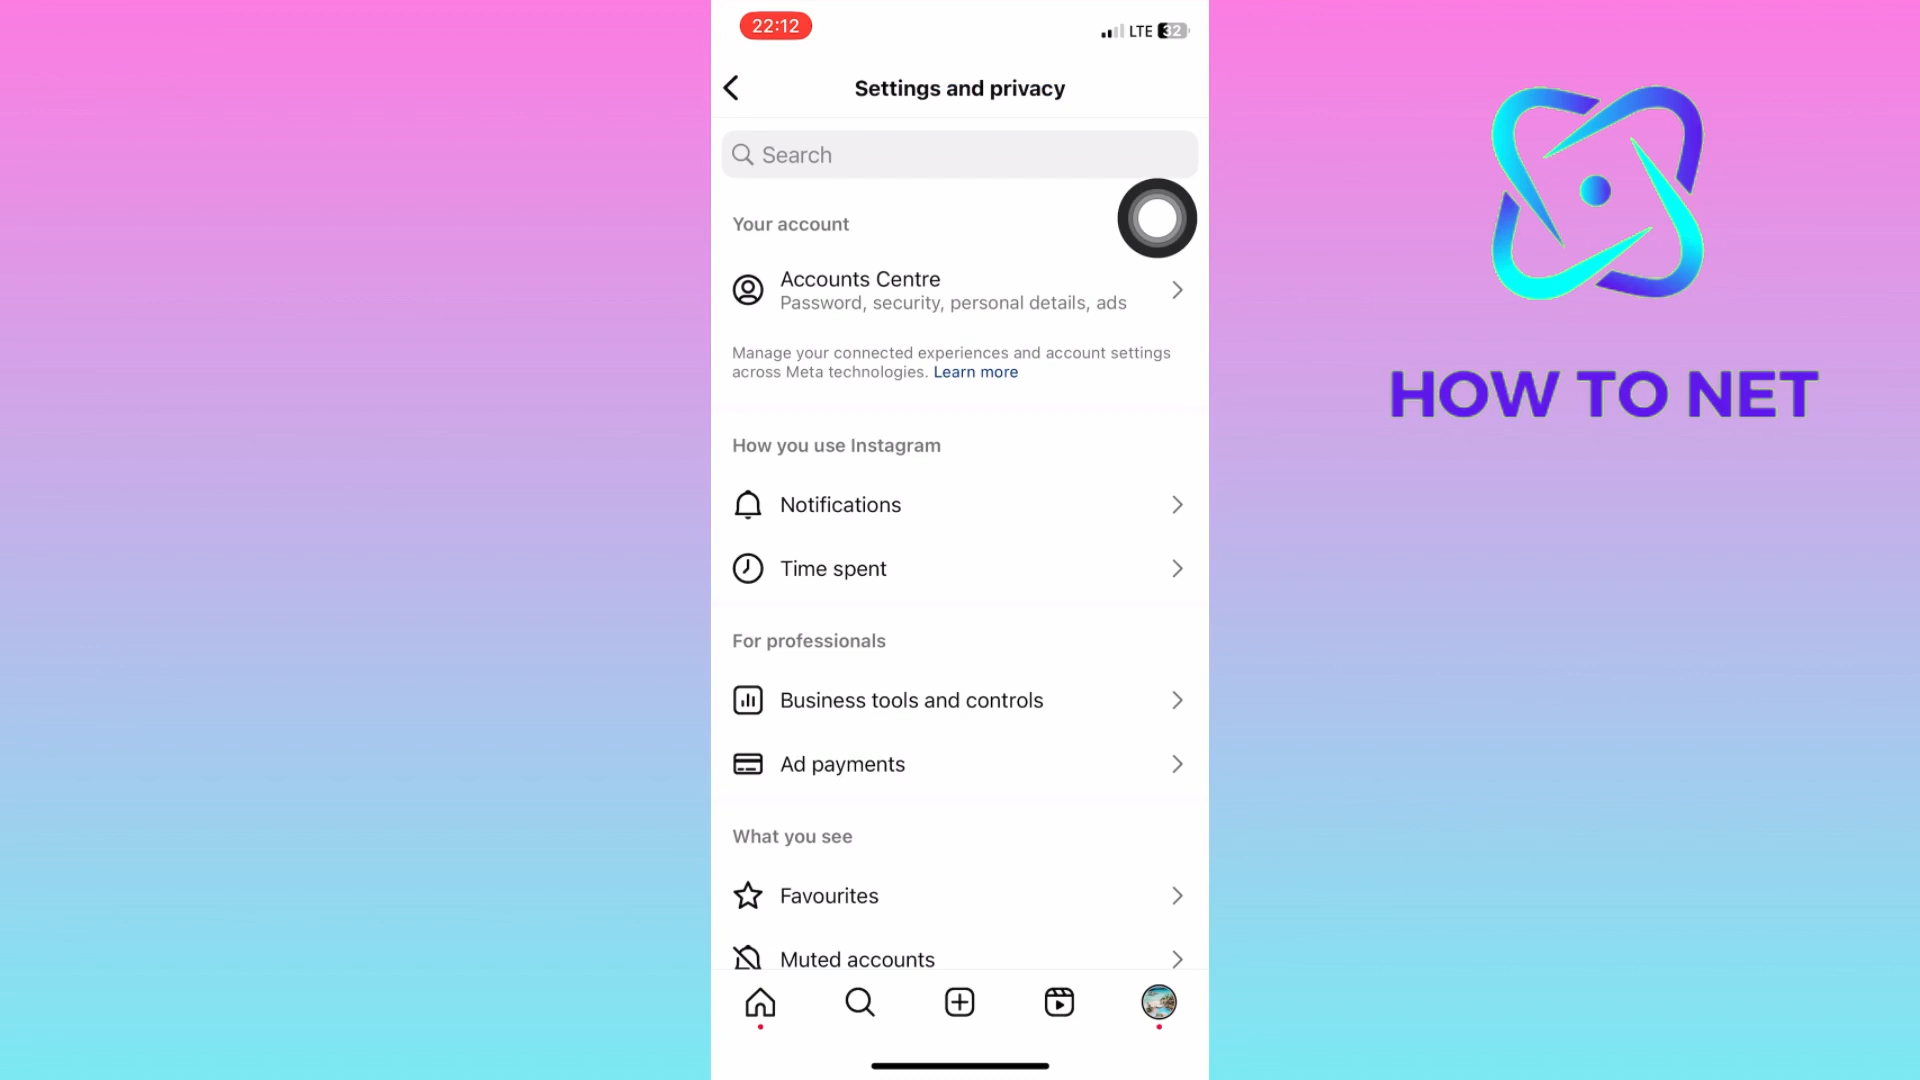 22:12
LTE 32
Settings and privacy
Search
Your account
Accounts Centre
Password, security, personal details, ads
Manage your connected experiences and account settings
across Meta technologies. Learn more
How you use Instagram
Notifications
Time spent
For professionals
Business tools and controls
Ad payments
What you see
Favourites
Muted accounts
HOW TO NET